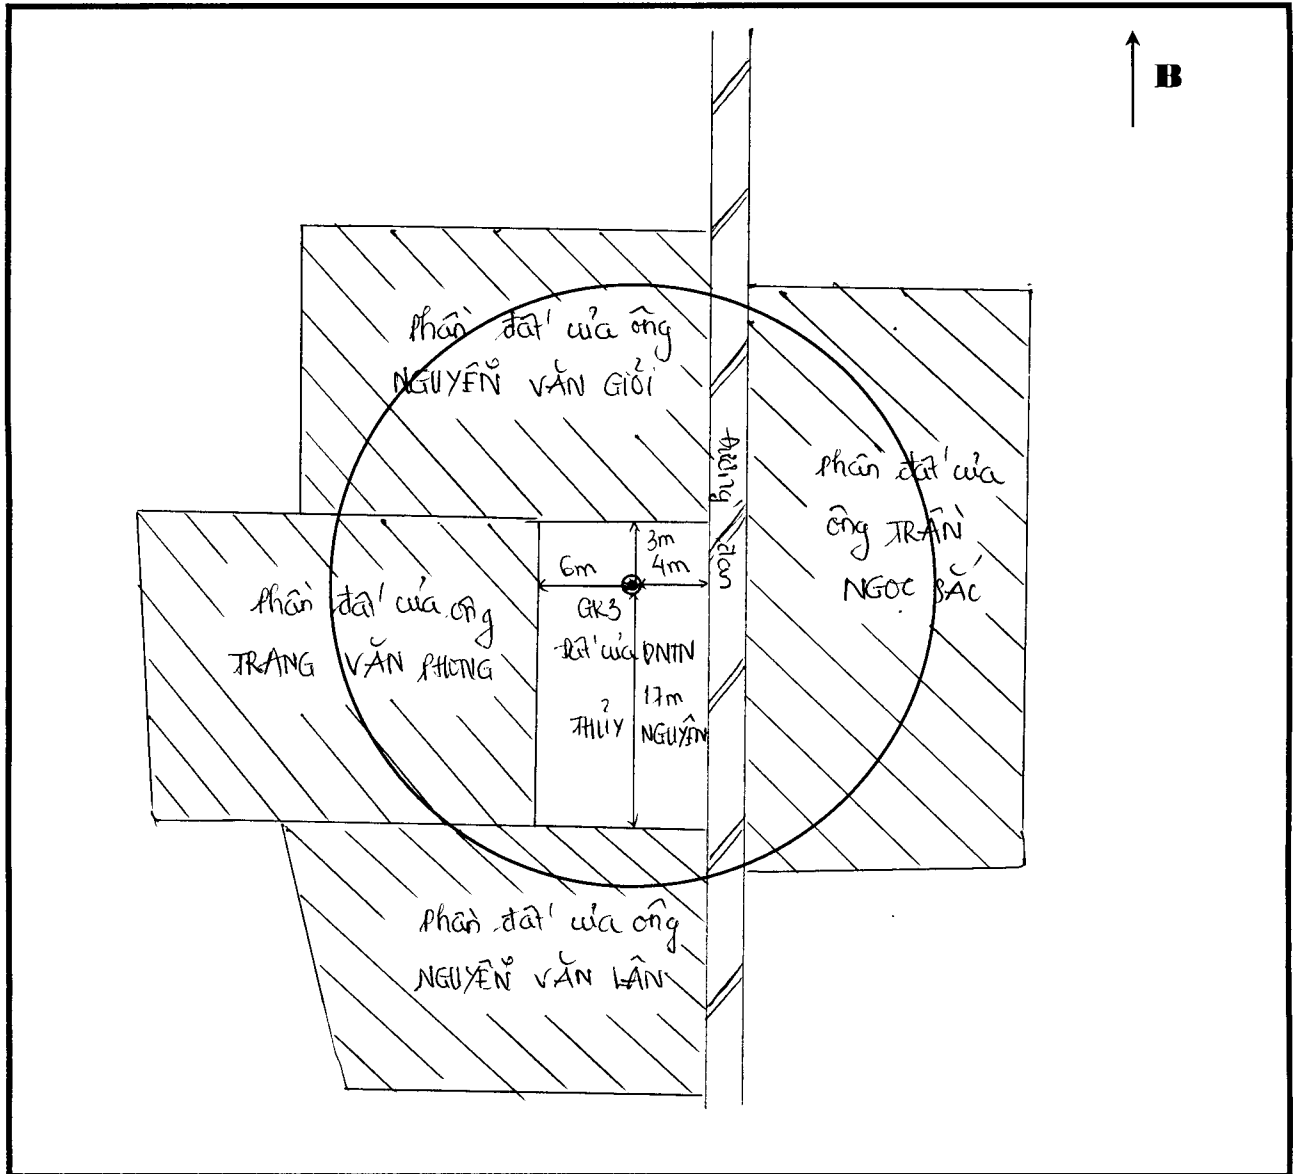 B
Phần đất của ông
NGUYỄN VĂN GIỎI
đường đan
Phần đất của
ông TRẦN
NGỌC BẮC
3m
6m 4m
GK3
Phần đất của ông
TRANG VĂN PHONG
Đất của DNTN
17m
THỦY NGUYÊN
Phần đất của ông
NGUYỄN VĂN LÂN